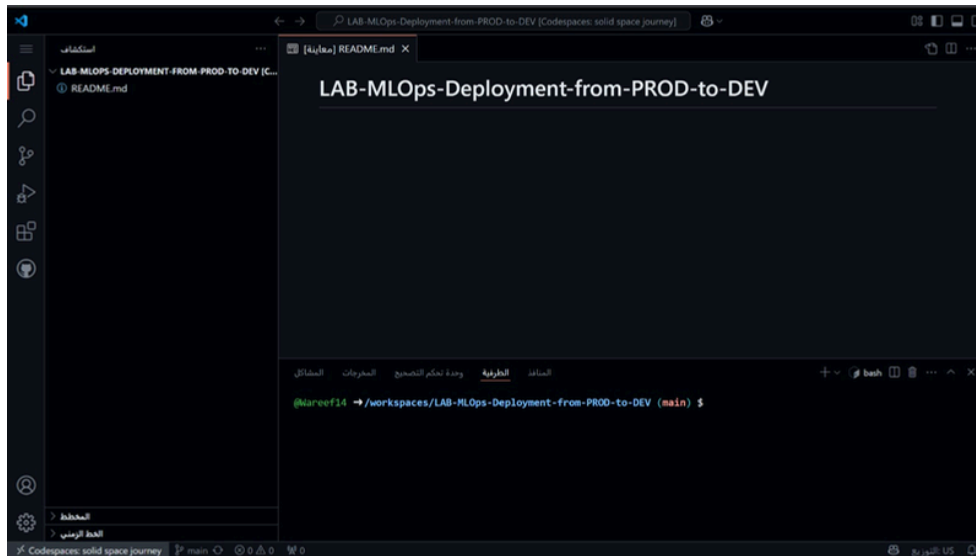 LAB-MLOps-Deployment-from-PROD-to-DEV [Codespaces: solid space journey]
استكشاف
LAB-MLOPS-DEPLOYMENT-FROM-PROD-TO-DEV [C...
README.md
[معاينة] README.md
LAB-MLOps-Deployment-from-PROD-to-DEV
المشاكل المخرجات وحدة تحكم التصحيح الطرفية المنافذ
bash
@Wareef14 ➜/workspaces/LAB-MLOps-Deployment-from-PROD-to-DEV (main) $
المخطط
الخط الزمني
Codespaces: solid space journey main 0 0 0 التوزيع: US